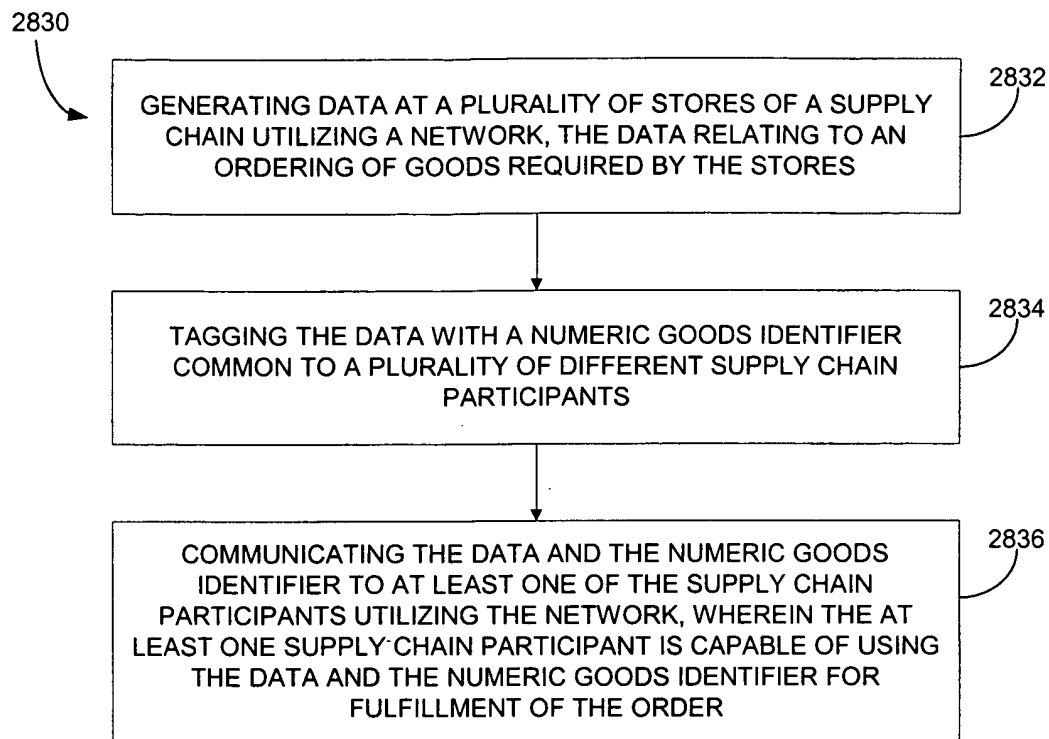 2830
2832
GENERATING DATA AT A PLURALITY OF STORES OF A SUPPLY
CHAIN UTILIZING A NETWORK, THE DATA RELATING TO AN
ORDERING OF GOODS REQUIRED BY THE STORES
2834
TAGGING THE DATA WITH A NUMERIC GOODS IDENTIFIER
COMMON TO A PLURALITY OF DIFFERENT SUPPLY CHAIN
PARTICIPANTS
2836
COMMUNICATING THE DATA AND THE NUMERIC GOODS
IDENTIFIER TO AT LEAST ONE OF THE SUPPLY CHAIN
PARTICIPANTS UTILIZING THE NETWORK, WHEREIN THE AT
LEAST ONE SUPPLY CHAIN PARTICIPANT IS CAPABLE OF USING
THE DATA AND THE NUMERIC GOODS IDENTIFIER FOR
FULFILLMENT OF THE ORDER